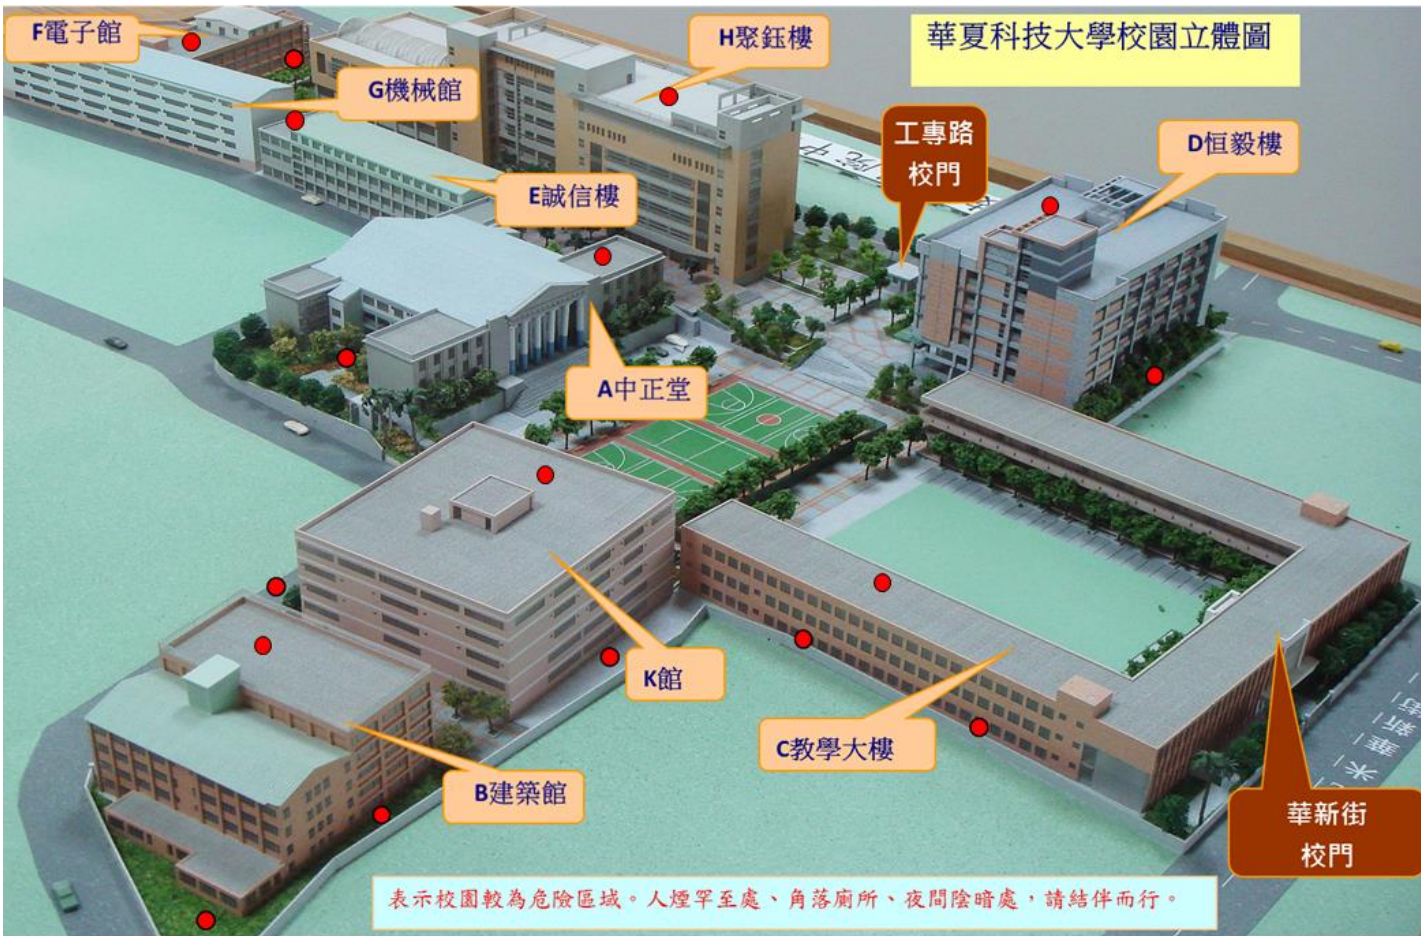 華夏科技大學校園立體圖
F電子館
H聚鈺樓
G機械館
工專路
校門
D恒毅樓
E誠信樓
A中正堂
K館
C教學大樓
B建築館
華新街
校門
表示校園較為危險區域。人煙罕至處、角落廁所、夜間陰暗處，請結伴而行。